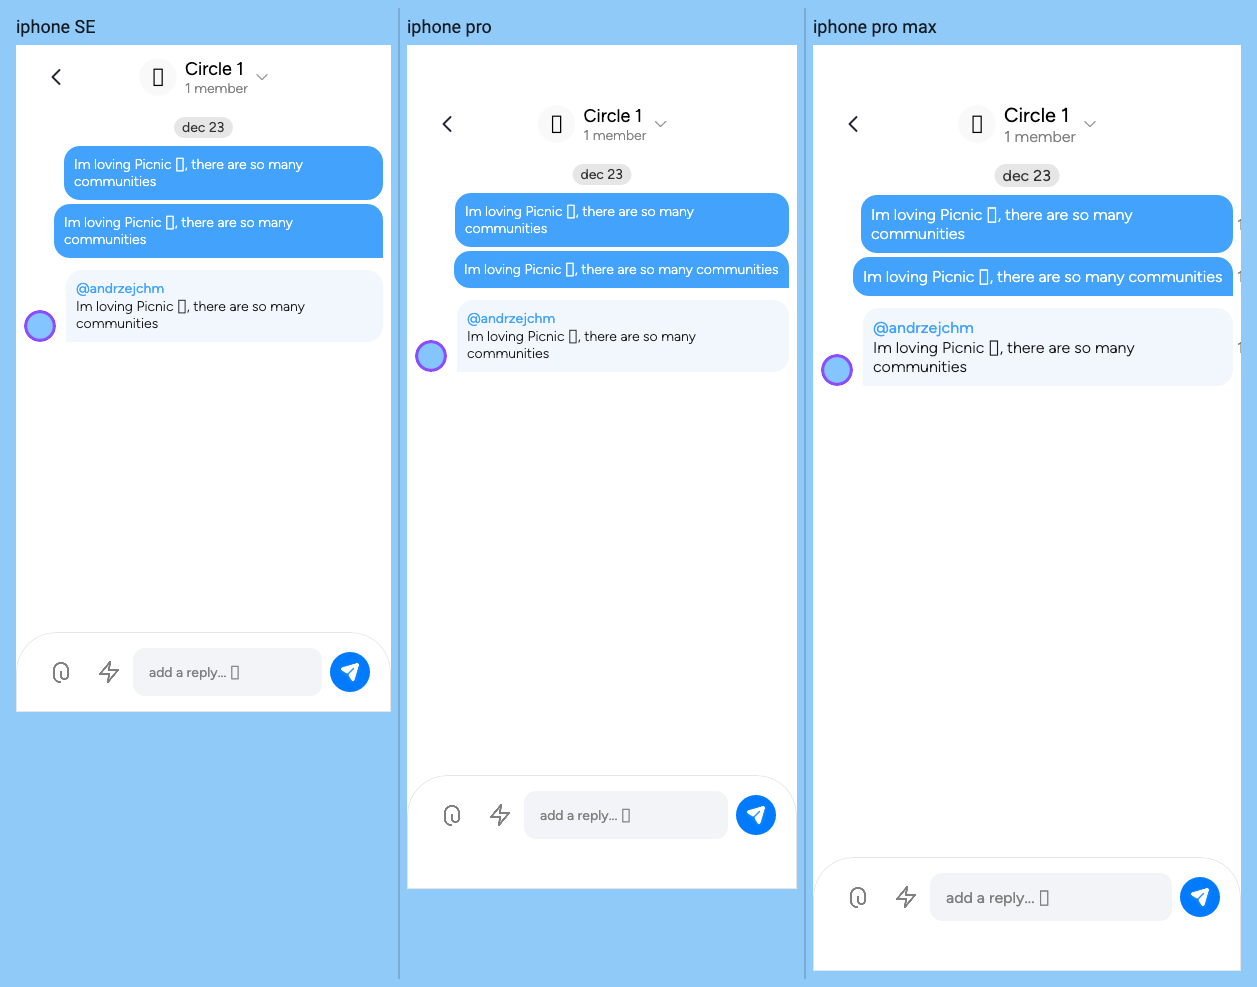 iphone SE
Circle 1
1 member
dec 23
Im loving Picnic ▯, there are so many
communities
Im loving Picnic ▯, there are so many
communities
@andrzejchm
Im loving Picnic ▯, there are so many
communities
add a reply... ▯
iphone pro
Circle 1
1 member
dec 23
Im loving Picnic ▯, there are so many
communities
Im loving Picnic ▯, there are so many communities
@andrzejchm
Im loving Picnic ▯, there are so many
communities
add a reply... ▯
iphone pro max
Circle 1
1 member
dec 23
Im loving Picnic ▯, there are so many
communities
Im loving Picnic ▯, there are so many communities
@andrzejchm
Im loving Picnic ▯, there are so many
communities
add a reply... ▯